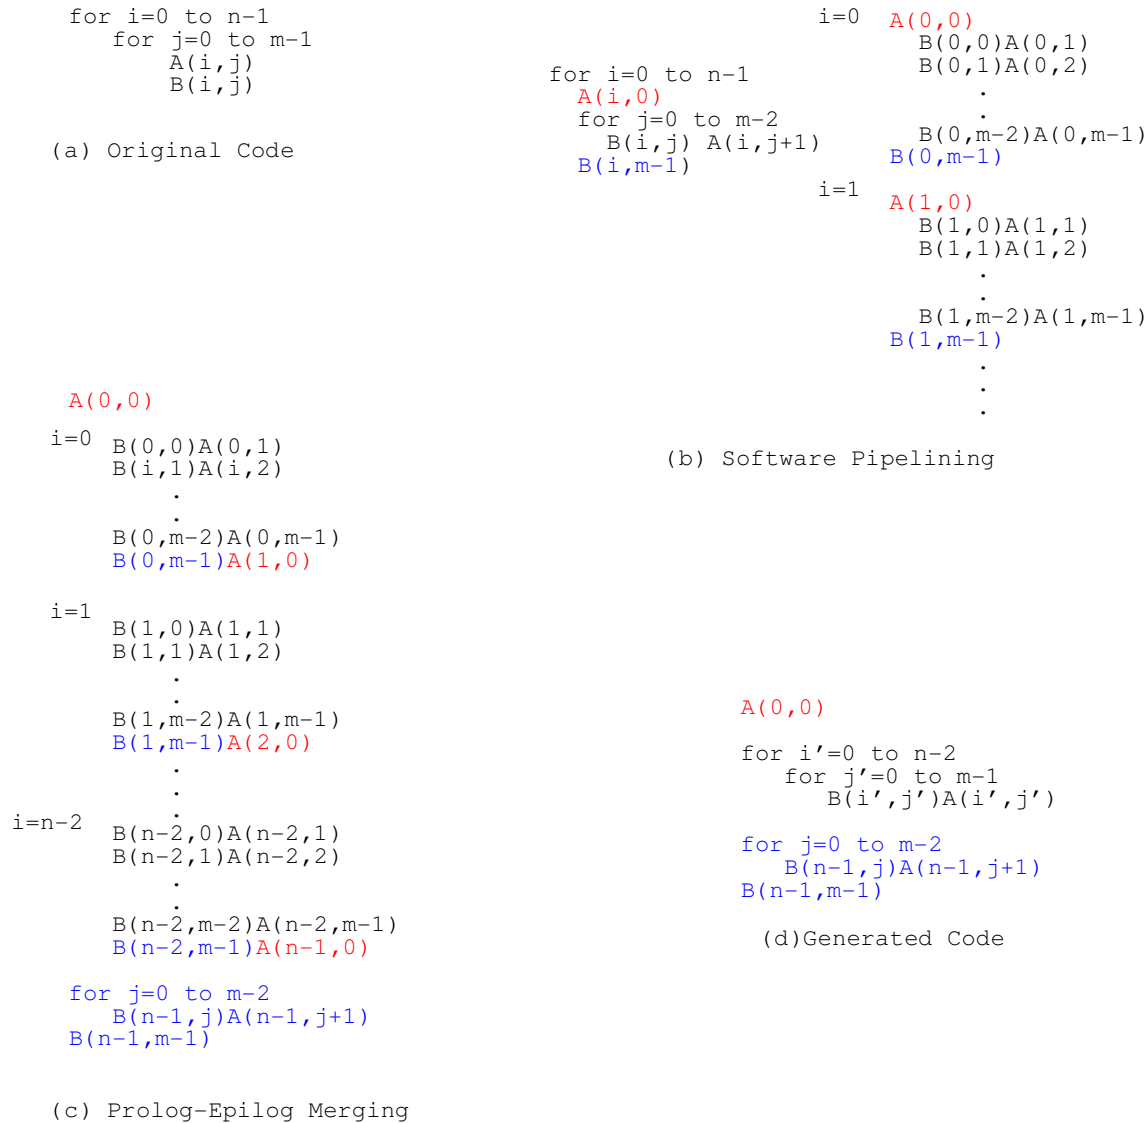 for i=0 to n-1
for j=0 to m-1
A(i,j)
B(i,j)
(a) Original Code
for i=0 to n-1
A(i,0)
for j=0 to m-2
B(i,j) A(i,j+1)
B(i,m-1)
i=0
A(0,0)
B(0,0)A(0,1)
B(0,1)A(0,2)
.
.
B(0,m-2)A(0,m-1)
B(0,m-1)
i=1
A(1,0)
B(1,0)A(1,1)
B(1,1)A(1,2)
.
.
B(1,m-2)A(1,m-1)
B(1,m-1)
.
.
.
(b) Software Pipelining
A(0,0)
i=0
B(0,0)A(0,1)
B(i,1)A(i,2)
.
.
B(0,m-2)A(0,m-1)
B(0,m-1)A(1,0)
i=1
B(1,0)A(1,1)
B(1,1)A(1,2)
.
.
B(1,m-2)A(1,m-1)
B(1,m-1)A(2,0)
.
.
.
i=n-2
B(n-2,0)A(n-2,1)
B(n-2,1)A(n-2,2)
.
.
B(n-2,m-2)A(n-2,m-1)
B(n-2,m-1)A(n-1,0)
for j=0 to m-2
B(n-1,j)A(n-1,j+1)
B(n-1,m-1)
(c) Prolog-Epilog Merging
A(0,0)
for i'=0 to n-2
for j'=0 to m-1
B(i',j')A(i',j')
for j=0 to m-2
B(n-1,j)A(n-1,j+1)
B(n-1,m-1)
(d)Generated Code